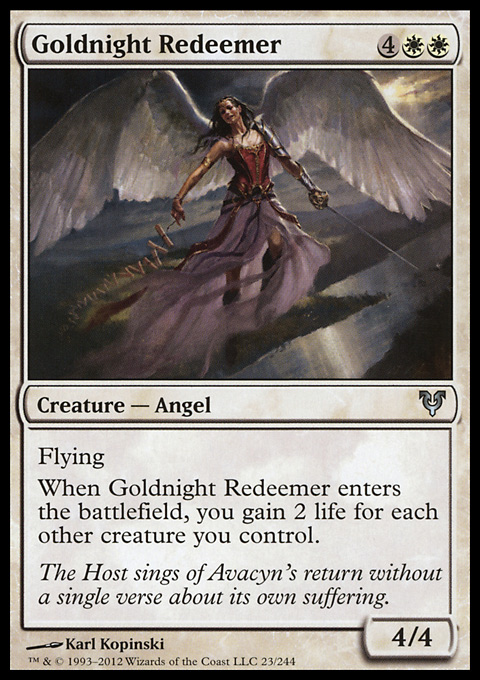 Goldnight Redeemer 4
Creature — Angel
Flying
When Goldnight Redeemer enters
the battlefield, you gain 2 life for each
other creature you control.
The Host sings of Avacyn's return without
a single verse about its own suffering.
Karl Kopinski
4/4
™ & © 1993–2012 Wizards of the Coast LLC 23/244